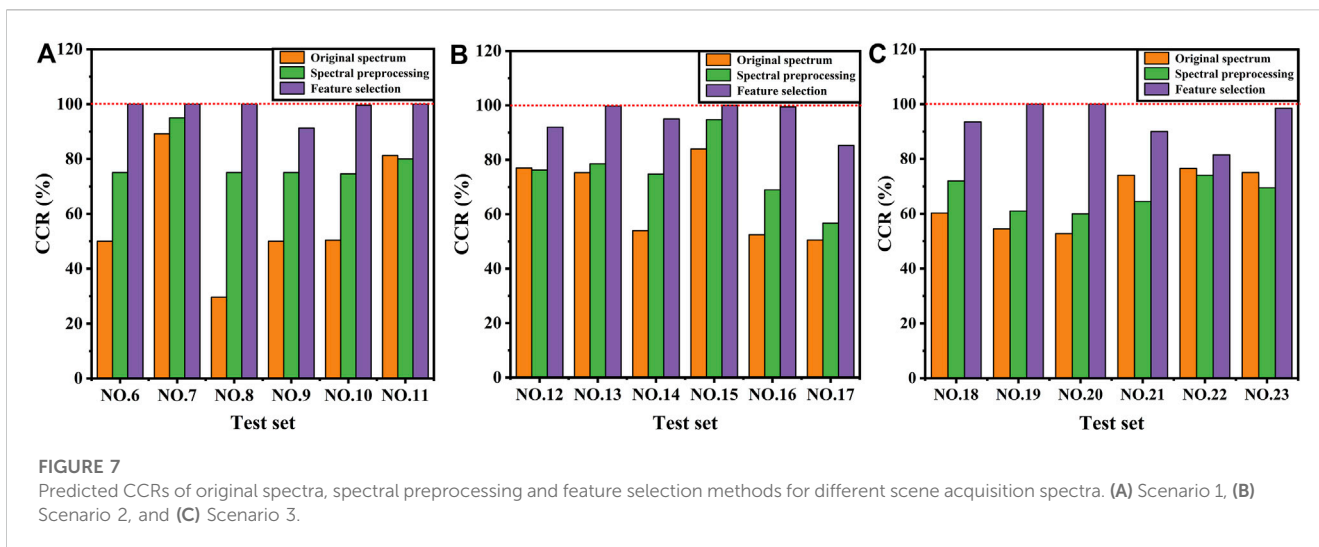 A
120
100
80
60
40
20
0
CCR (%)
Original spectrum
Spectral preprocessing
Feature selection
NO.6 NO.7 NO.8 NO.9 NO.10 NO.11
Test set
B
120
100
80
60
40
20
0
CCR (%)
Original spectrum
Spectral preprocessing
Feature selection
NO.12 NO.13 NO.14 NO.15 NO.16 NO.17
Test set
C
120
100
80
60
40
20
0
CCR (%)
Original spectrum
Spectral preprocessing
Feature selection
NO.18 NO.19 NO.20 NO.21 NO.22 NO.23
Test set
FIGURE 7
Predicted CCRs of original spectra, spectral preprocessing and feature selection methods for different scene acquisition spectra. (A) Scenario 1, (B)
Scenario 2, and (C) Scenario 3.